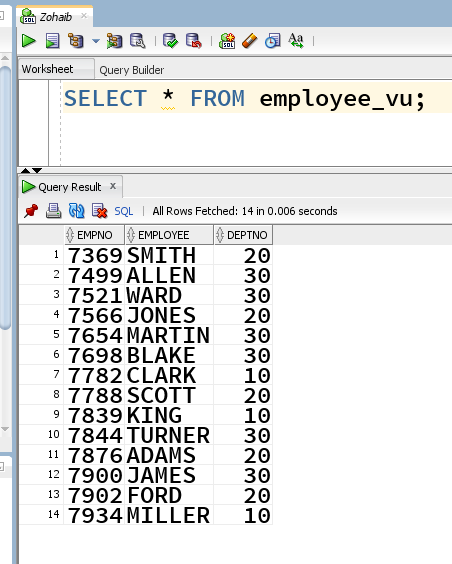 Zohaib
Worksheet Query Builder
SELECT * FROM employee_vu;
Query Result x
SQL | All Rows Fetched: 14 in 0.006 seconds
EMPNO EMPLOYEE DEPTNO
1 7369 SMITH 20
2 7499 ALLEN 30
3 7521 WARD 30
4 7566 JONES 20
5 7654 MARTIN 30
6 7698 BLAKE 30
7 7782 CLARK 10
8 7788 SCOTT 20
9 7839 KING 10
10 7844 TURNER 30
11 7876 ADAMS 20
12 7900 JAMES 30
13 7902 FORD 20
14 7934 MILLER 10